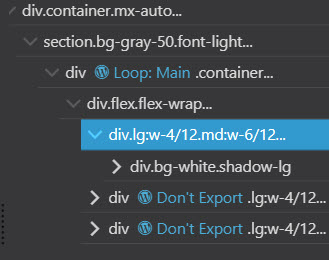 div.container.mx-auto...
section.bg-gray-50.font-light...
div Loop: Main .container...
div.flex.flex-wrap...
div.lg:w-4/12.md:w-6/12...
div.bg-white.shadow-lg
div Don't Export .lg:w-4/12...
div Don't Export .lg:w-4/12...